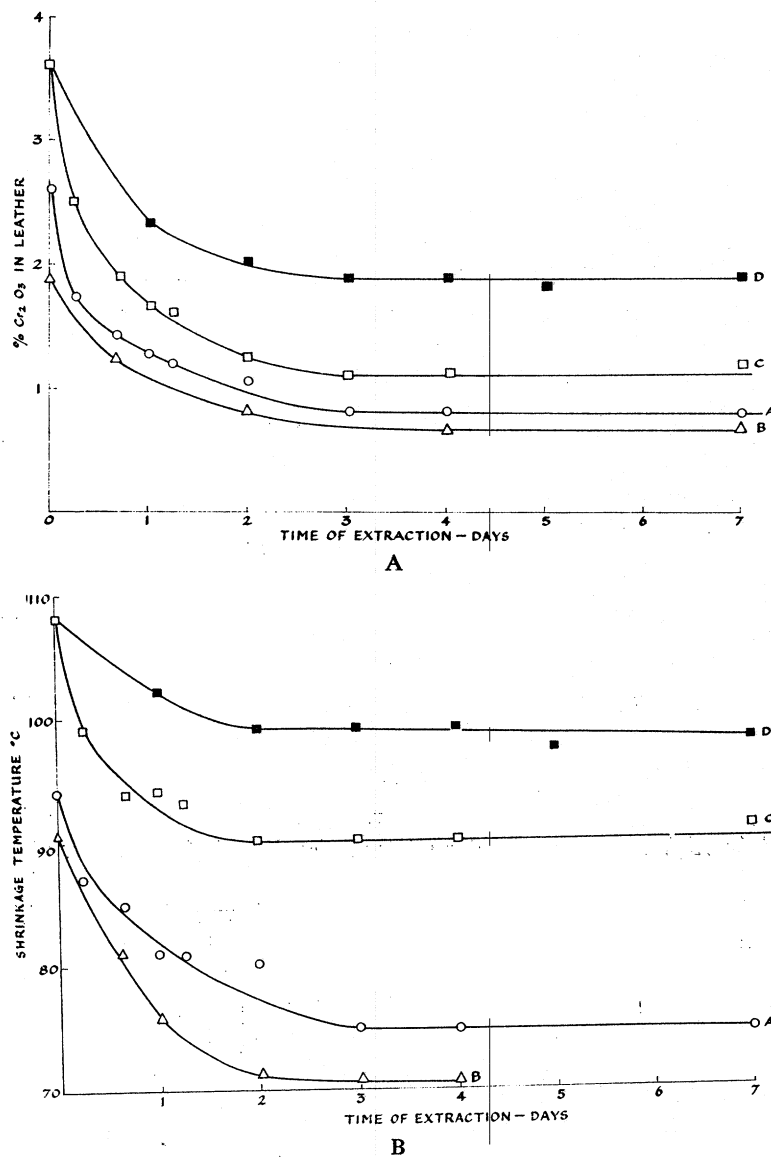 4
3
2
1
% Cr2 O3 IN LEATHER
D
C
A
B
0 1 2 3 4 5 6 7
TIME OF EXTRACTION — DAYS
A
110
100
90
80
70
SHRINKAGE TEMPERATURE °C
D
C
A
B
1 2 3 4 5 6 7
TIME OF EXTRACTION — DAYS
B